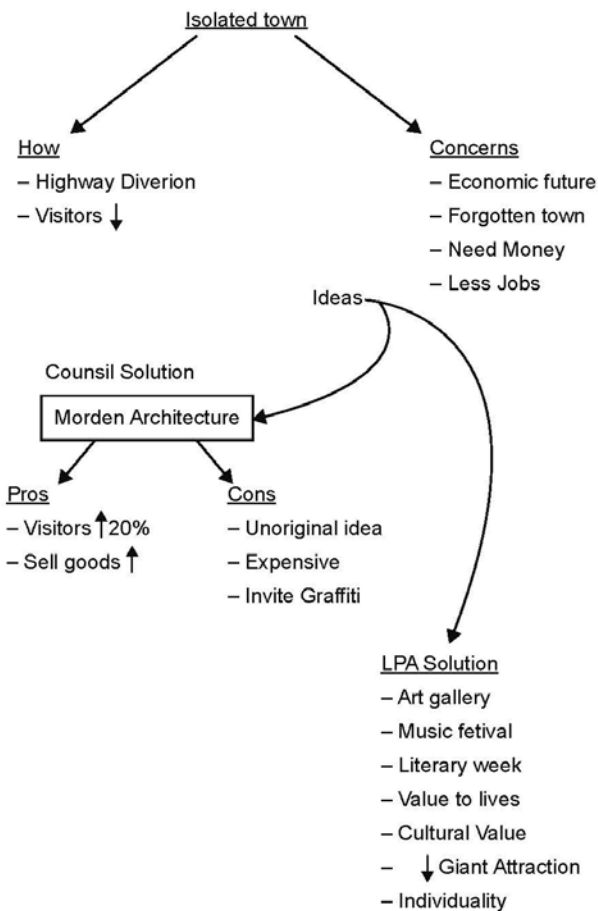 Isolated town
How
– Highway Diverion
– Visitors ↓
Concerns
– Economic future
– Forgotten town
– Need Money
– Less Jobs
Ideas
Counsil Solution
Morden Architecture
Pros
– Visitors ↑ 20%
– Sell goods ↑
Cons
– Unoriginal idea
– Expensive
– Invite Graffiti
LPA Solution
– Art gallery
– Music fetival
– Literary week
– Value to lives
– Cultural Value
– ↓ Giant Attraction
– Individuality